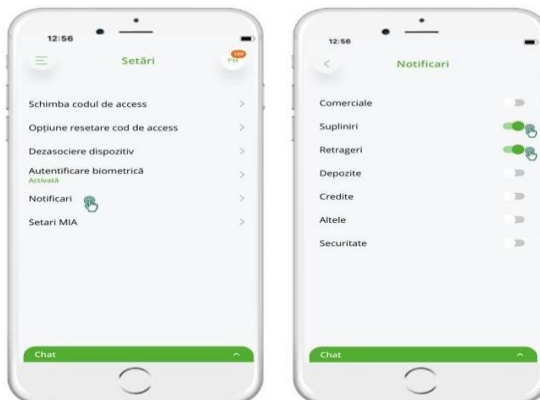 12:56
Setări
Schimba codul de access
Opțiune resetare cod de access
Dezasociere dispozitiv
Autentificare biometrică
Activată
Notificari
Setari MIA
Chat
12:56
Notificari
Comerciale
Supliniri
Retrageri
Depozite
Credite
Altele
Securitate
Chat